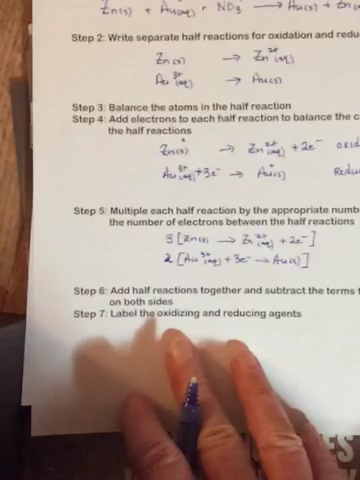 Zn(s) + Au(aq) + NO3 → Au(s) + Zn
Step 2: Write separate half reactions for oxidation and redu
Zn(s) → Zn2+(aq)
Au3+(aq) → Au(s)
Step 3: Balance the atoms in the half reaction
Step 4: Add electrons to each half reaction to balance the c
the half reactions
Zn(s) → Zn2+(aq) + 2e- oxid
Au3+(aq) + 3e- → Au(s) Redu
Step 5: Multiple each half reaction by the appropriate numb
the number of electrons between the half reactions
3 [Zn(s) → Zn2+(aq) + 2e-]
2 [Au3+(aq) + 3e- → Au(s)]
Step 6: Add half reactions together and subtract the terms t
on both sides
Step 7: Label the oxidizing and reducing agents